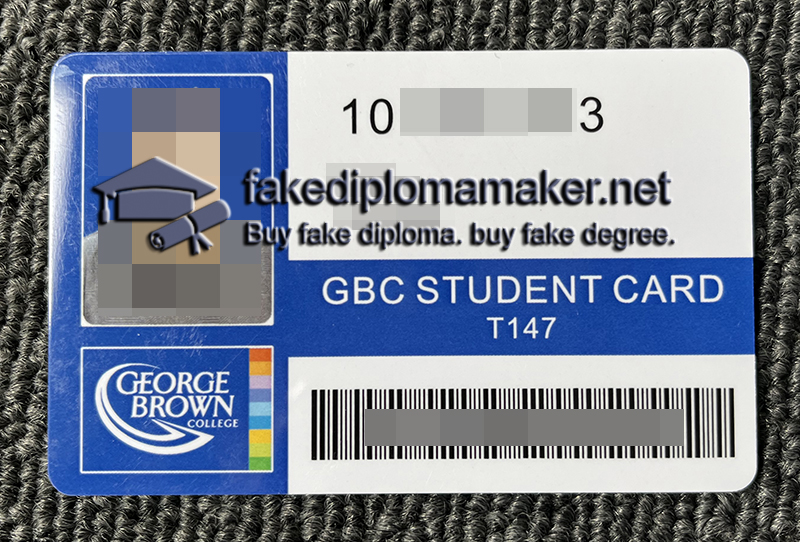 10 3
fakediplomamaker.net
Buy fake diploma. buy fake degree.
GBC STUDENT CARD
T147
GEORGE
BROWN
COLLEGE